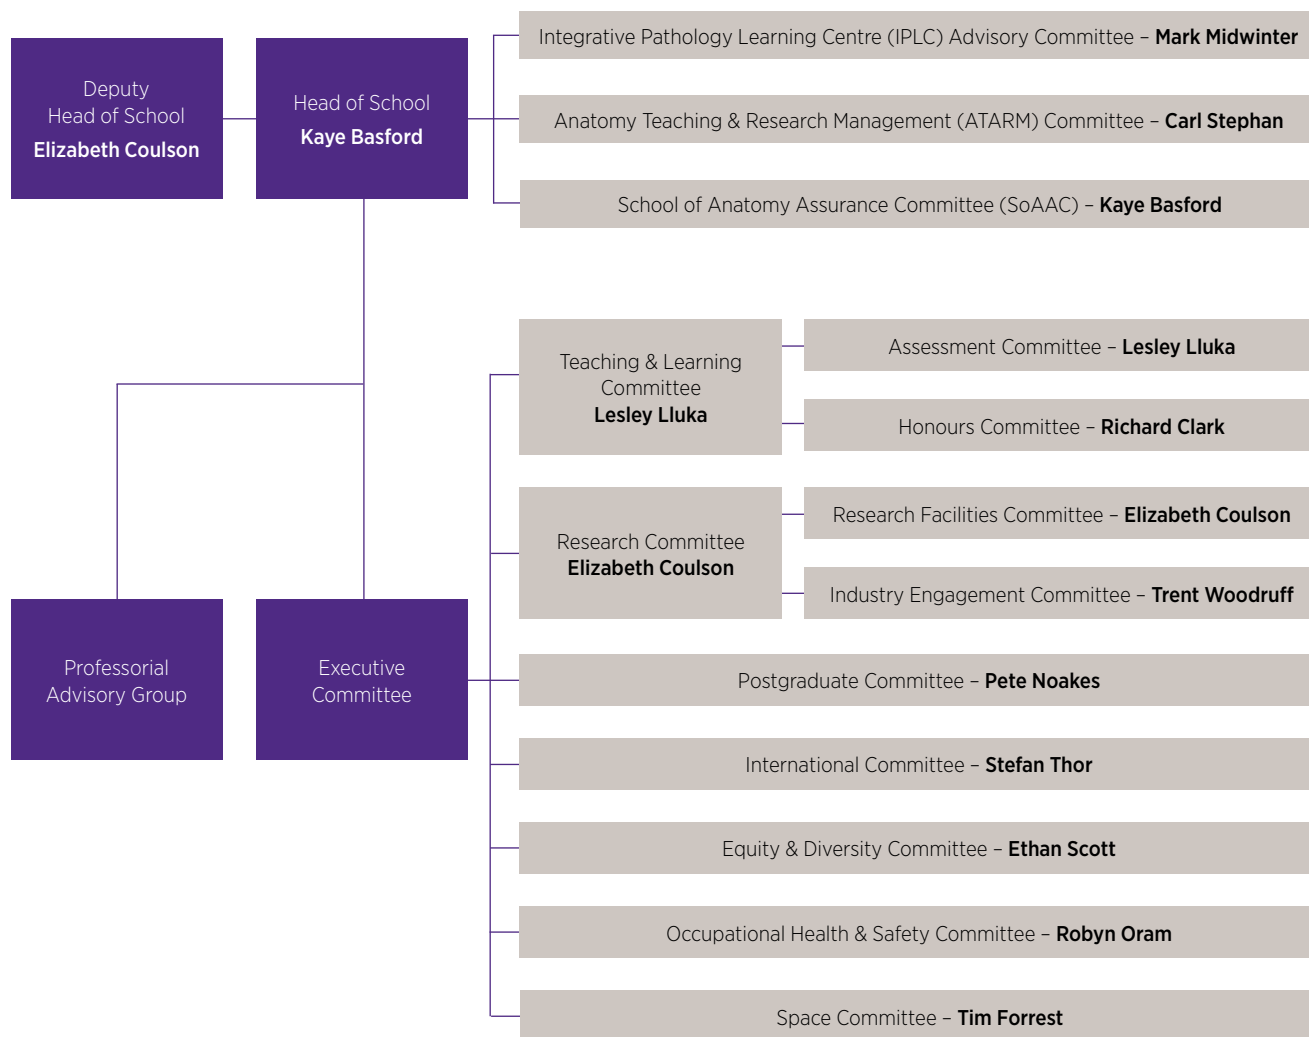 Deputy
Head of School
Elizabeth Coulson
Head of School
Kaye Basford
Integrative Pathology Learning Centre (IPLC) Advisory Committee – Mark Midwinter
Anatomy Teaching & Research Management (ATARM) Committee – Carl Stephan
School of Anatomy Assurance Committee (SoAAC) – Kaye Basford
Teaching & Learning
Committee
Lesley Lluka
Assessment Committee – Lesley Lluka
Honours Committee – Richard Clark
Research Committee
Elizabeth Coulson
Research Facilities Committee – Elizabeth Coulson
Industry Engagement Committee – Trent Woodruff
Professorial
Advisory Group
Executive
Committee
Postgraduate Committee – Pete Noakes
International Committee – Stefan Thor
Equity & Diversity Committee – Ethan Scott
Occupational Health & Safety Committee – Robyn Oram
Space Committee – Tim Forrest